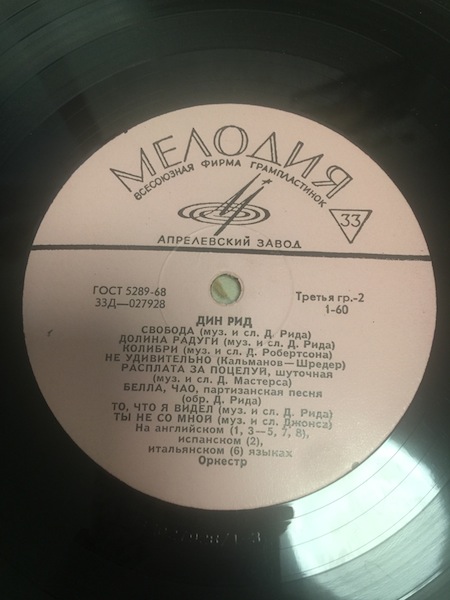 МЕЛОДИЯ
ВСЕСОЮЗНАЯ ФИРМА ГРАМПЛАСТИНОК
33
АПРЕЛЕВСКИЙ ЗАВОД
ГОСТ 5289-68
33Д—027928
Третья гр.-2
1-60
ДИН РИД
СВОБОДА (муз. и сл. Д. Рида)
ДОЛИНА РАДУГИ (муз. и сл. Д. Рида)
КОЛИБРИ (муз. и сл. Д. Робертсона)
НЕ УДИВИТЕЛЬНО (Кальманов—Шредер)
РАСПЛАТА ЗА ПОЦЕЛУЙ, шуточная
(муз. и сл. Д. Мастерса)
БЕЛЛА, ЧАО, партизанская песня
(обр. Д. Рида)
ТО, ЧТО Я ВИДЕЛ (муз. и сл. Д. Рида)
ТЫ НЕ СО МНОЙ (муз. и сл. Джонса)
На английском (1, 3—5, 7, 8),
испанском (2),
итальянском (6) языках
Оркестр